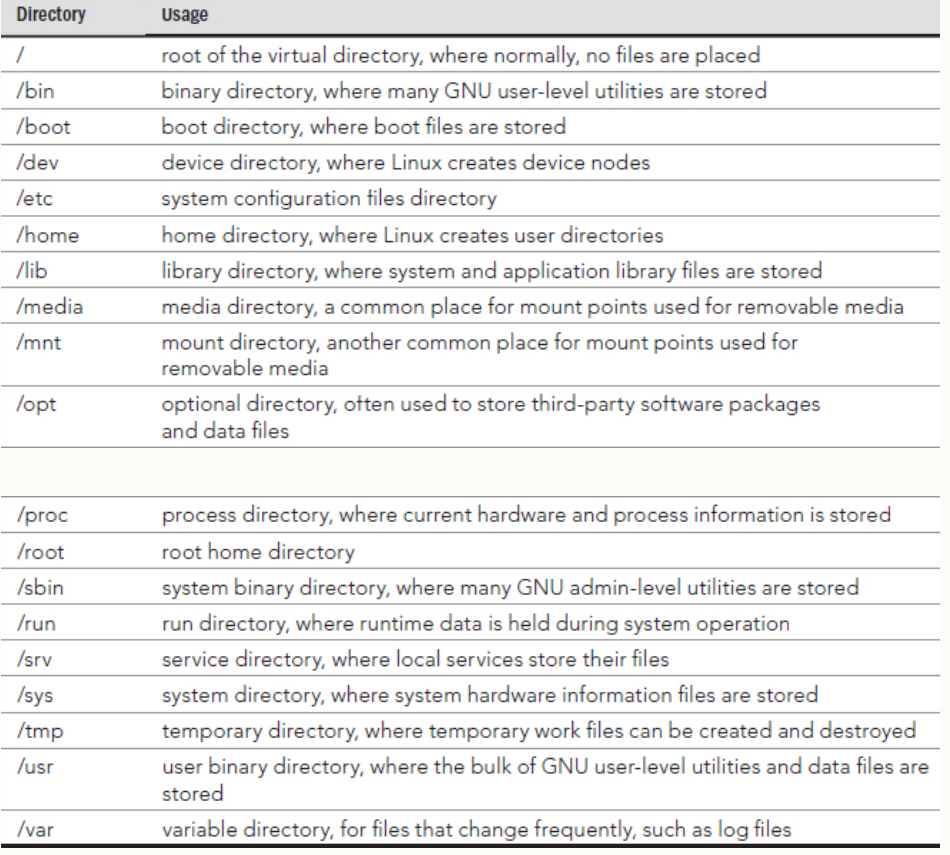 Directory Usage
/ root of the virtual directory, where normally, no files are placed
/bin binary directory, where many GNU user-level utilities are stored
/boot boot directory, where boot files are stored
/dev device directory, where Linux creates device nodes
/etc system configuration files directory
/home home directory, where Linux creates user directories
/lib library directory, where system and application library files are stored
/media media directory, a common place for mount points used for removable media
/mnt mount directory, another common place for mount points used for
removable media
/opt optional directory, often used to store third-party software packages
and data files
/proc process directory, where current hardware and process information is stored
/root root home directory
/sbin system binary directory, where many GNU admin-level utilities are stored
/run run directory, where runtime data is held during system operation
/srv service directory, where local services store their files
/sys system directory, where system hardware information files are stored
/tmp temporary directory, where temporary work files can be created and destroyed
/usr user binary directory, where the bulk of GNU user-level utilities and data files are
stored
/var variable directory, for files that change frequently, such as log files